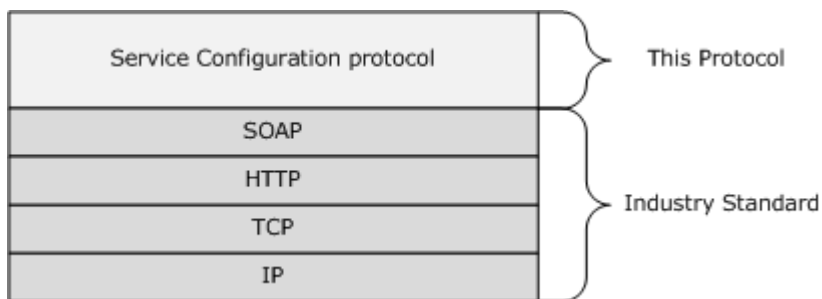 Service Configuration protocol
This Protocol
SOAP
HTTP
TCP
IP
Industry Standard